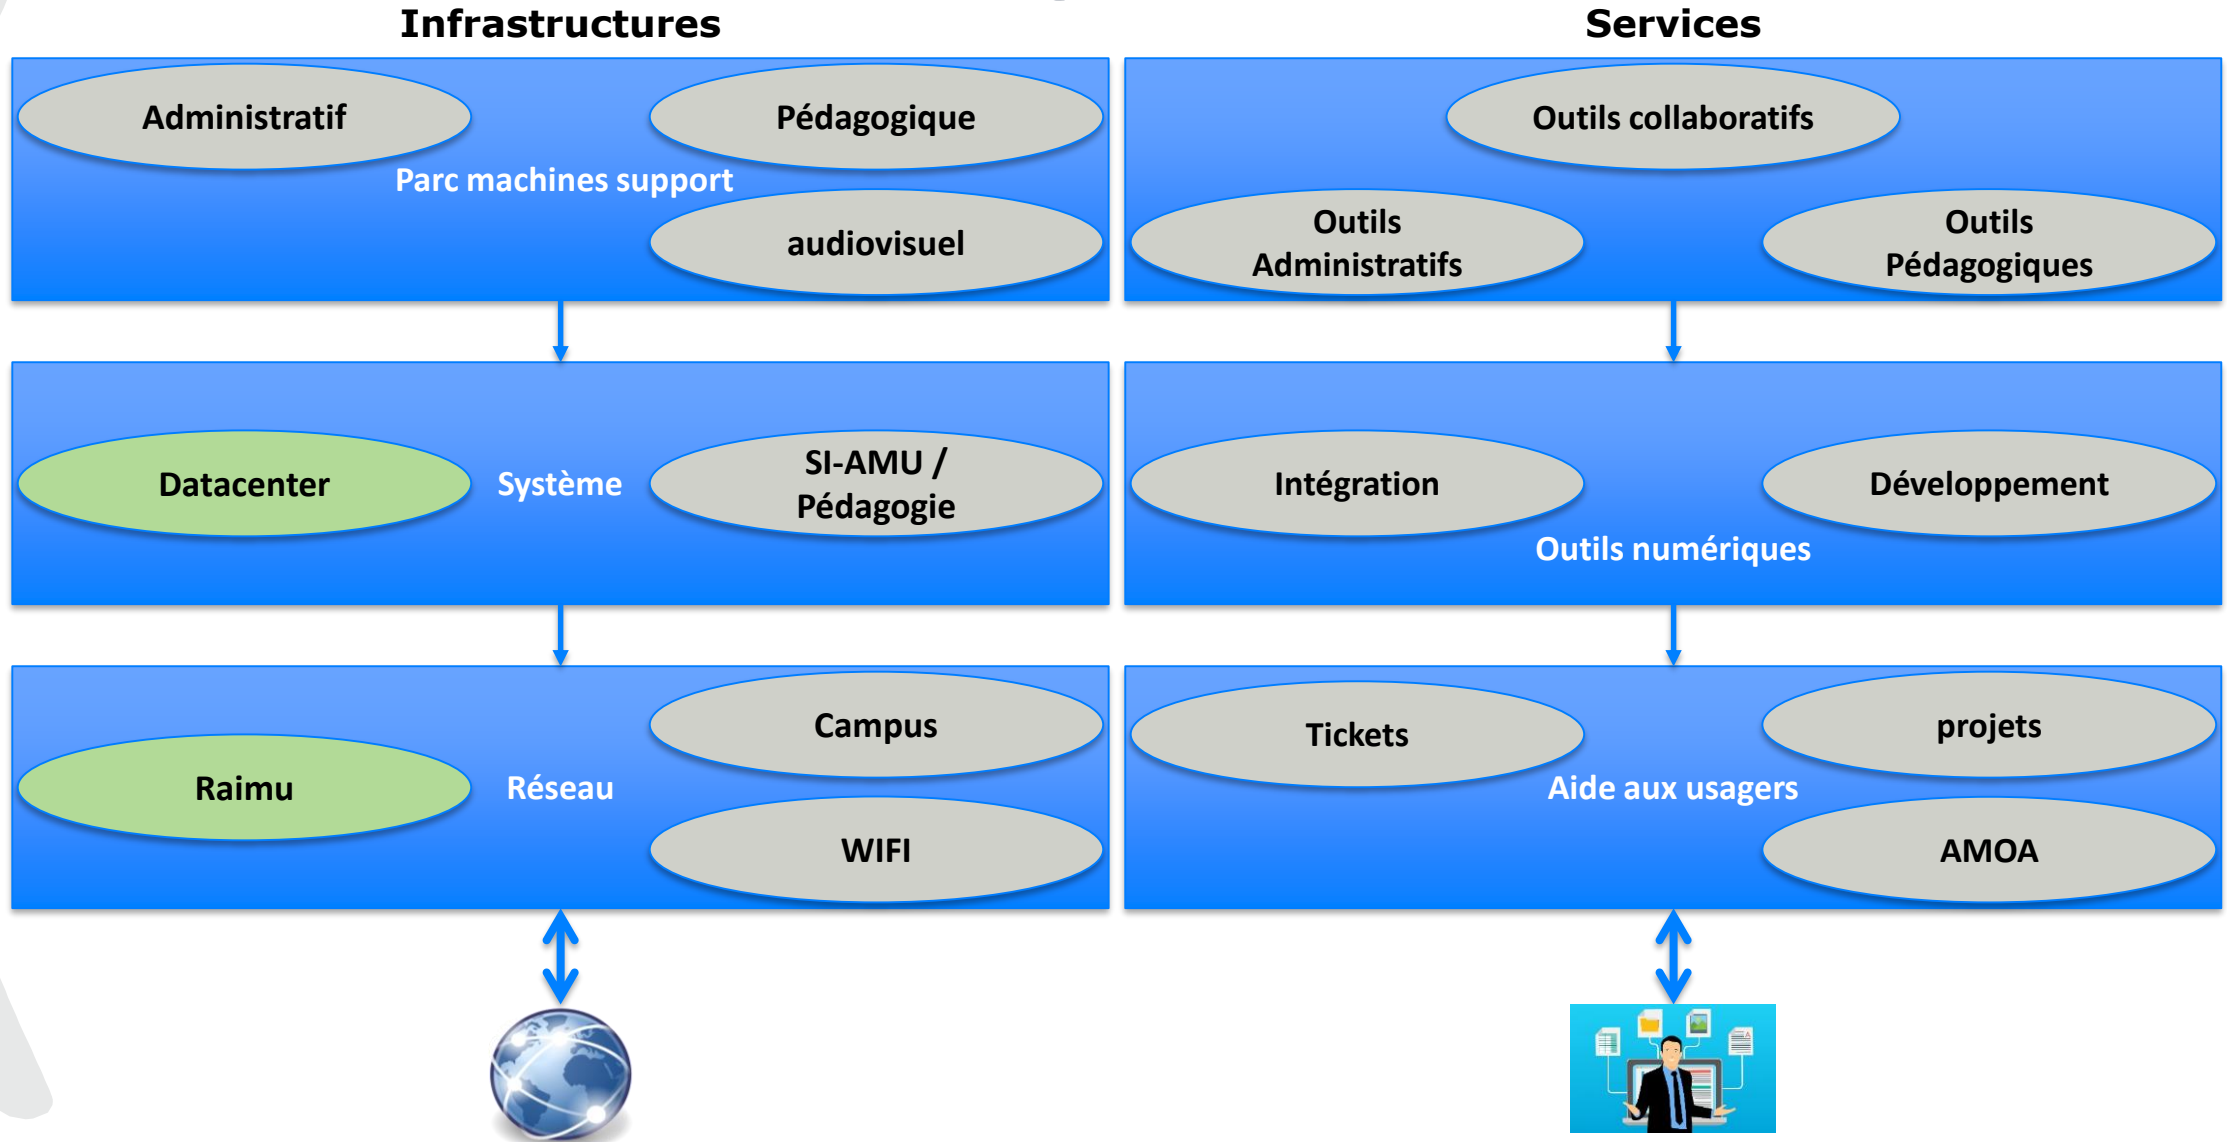 Infrastructures
Administratif
Pédagogique
Parc machines support
audiovisuel
Datacenter
Système
SI-AMU /
Pédagogie
Raimu
Réseau
Campus
WIFI
Services
Outils collaboratifs
Outils
Administratifs
Outils
Pédagogiques
Intégration
Développement
Outils numériques
Tickets
projets
Aide aux usagers
AMOA